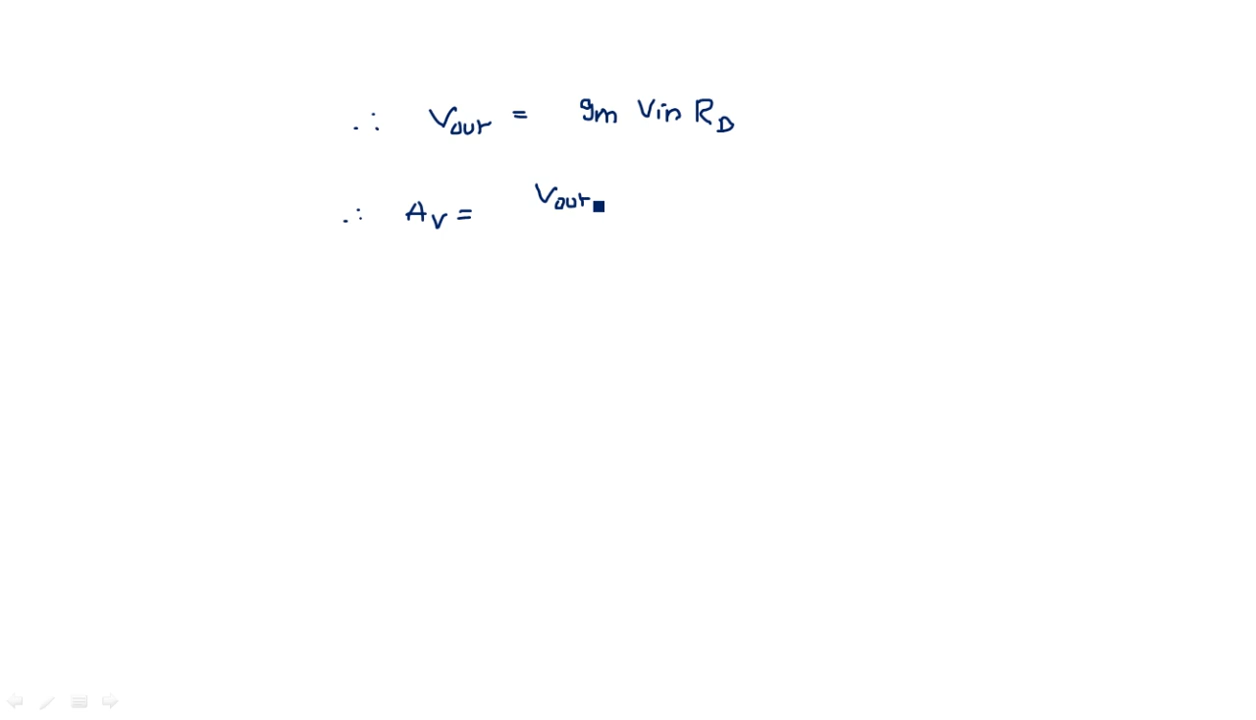 ∴ Vout = gm Vin RD
∴ Av = Vout